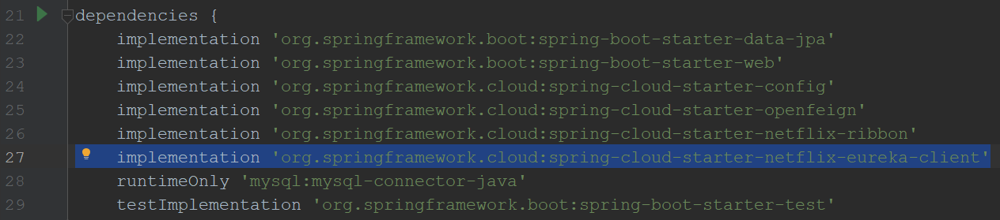 21 dependencies {
22 implementation 'org.springframework.boot:spring-boot-starter-data-jpa'
23 implementation 'org.springframework.boot:spring-boot-starter-web'
24 implementation 'org.springframework.cloud:spring-cloud-starter-config'
25 implementation 'org.springframework.cloud:spring-cloud-starter-openfeign'
26 implementation 'org.springframework.cloud:spring-cloud-starter-netflix-ribbon'
27 implementation 'org.springframework.cloud:spring-cloud-starter-netflix-eureka-client'
28 runtimeOnly 'mysql:mysql-connector-java'
29 testImplementation 'org.springframework.boot:spring-boot-starter-test'